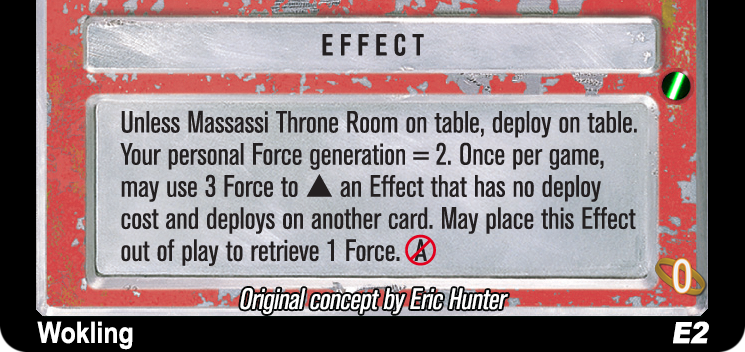 EFFECT
Unless Massassi Throne Room on table, deploy on table.
Your personal Force generation = 2. Once per game,
may use 3 Force to ▲ an Effect that has no deploy
cost and deploys on another card. May place this Effect
out of play to retrieve 1 Force. A
0
Original concept by Eric Hunter
Wokling E2